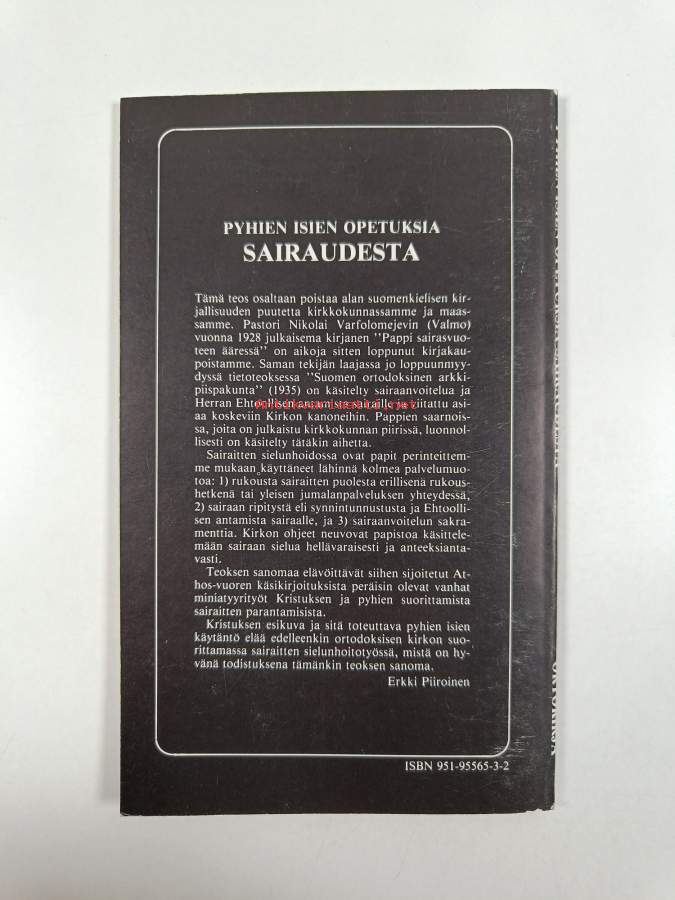 PYHIEN ISIEN OPETUKSIA
SAIRAUDESTA
Tämä teos osaltaan poistaa alan suomenkielisen kir-
jallisuuden puutetta kirkkokunnassamme ja maas-
samme. Pastori Nikolai Varfolomejevin (Valmo)
vuonna 1928 julkaisema kirjanen "Pappi sairasvuo-
teen ääressä" on aikoja sitten loppunut kirjakau-
poistamme. Saman tekijän laajassa jo loppuunmyy-
dyssä tietoteoksessa "Suomen ortodoksinen arkki-
piispakunta" (1935) on käsitelty sairaanvoitelua ja
Herran Ehtoollisen antamista sairaille ja viitattu asi-
aa koskeviin Kirkon kanoneihin. Pappien saarnois-
sa, joita on julkaistu kirkkokunnan piirissä, luonnol-
lisesti on käsitelty tätäkin aihetta.
Sairaitten sielunhoidossa ovat papit perinteittem-
me mukaan käyttäneet lähinnä kolmea palvelumuo-
toa: 1) rukousta sairaitten puolesta erillisenä rukous-
hetkenä tai yleisen jumalanpalveluksen yhteydessä,
2) sairaan ripitystä eli synnintunnustusta ja Ehtoolli-
sen antamista sairaalle, ja 3) sairaanvoitelun sakra-
menttia. Kirkon ohjeet neuvovat papistoa käsittele-
mään sairaan sielua hellävaraisesti ja anteeksianta-
vasti.
Teoksen sanomaa elävöittävät siihen sijoitetut At-
hos-vuoren käsikirjoituksista peräisin olevat vanhat
miniatyyrityöt Kristuksen ja pyhien suorittamista
sairaitten parantamisista.
Kristuksen esikuva ja sitä toteuttava pyhien isien
käytäntö elää edelleenkin ortodoksisen kirkon suo-
rittamassa sairaitten sielunhoitotyössä, mistä on hy-
vänä todistuksena tämänkin teoksen sanoma.
Erkki Piiroinen
ISBN 951-95565-3-2